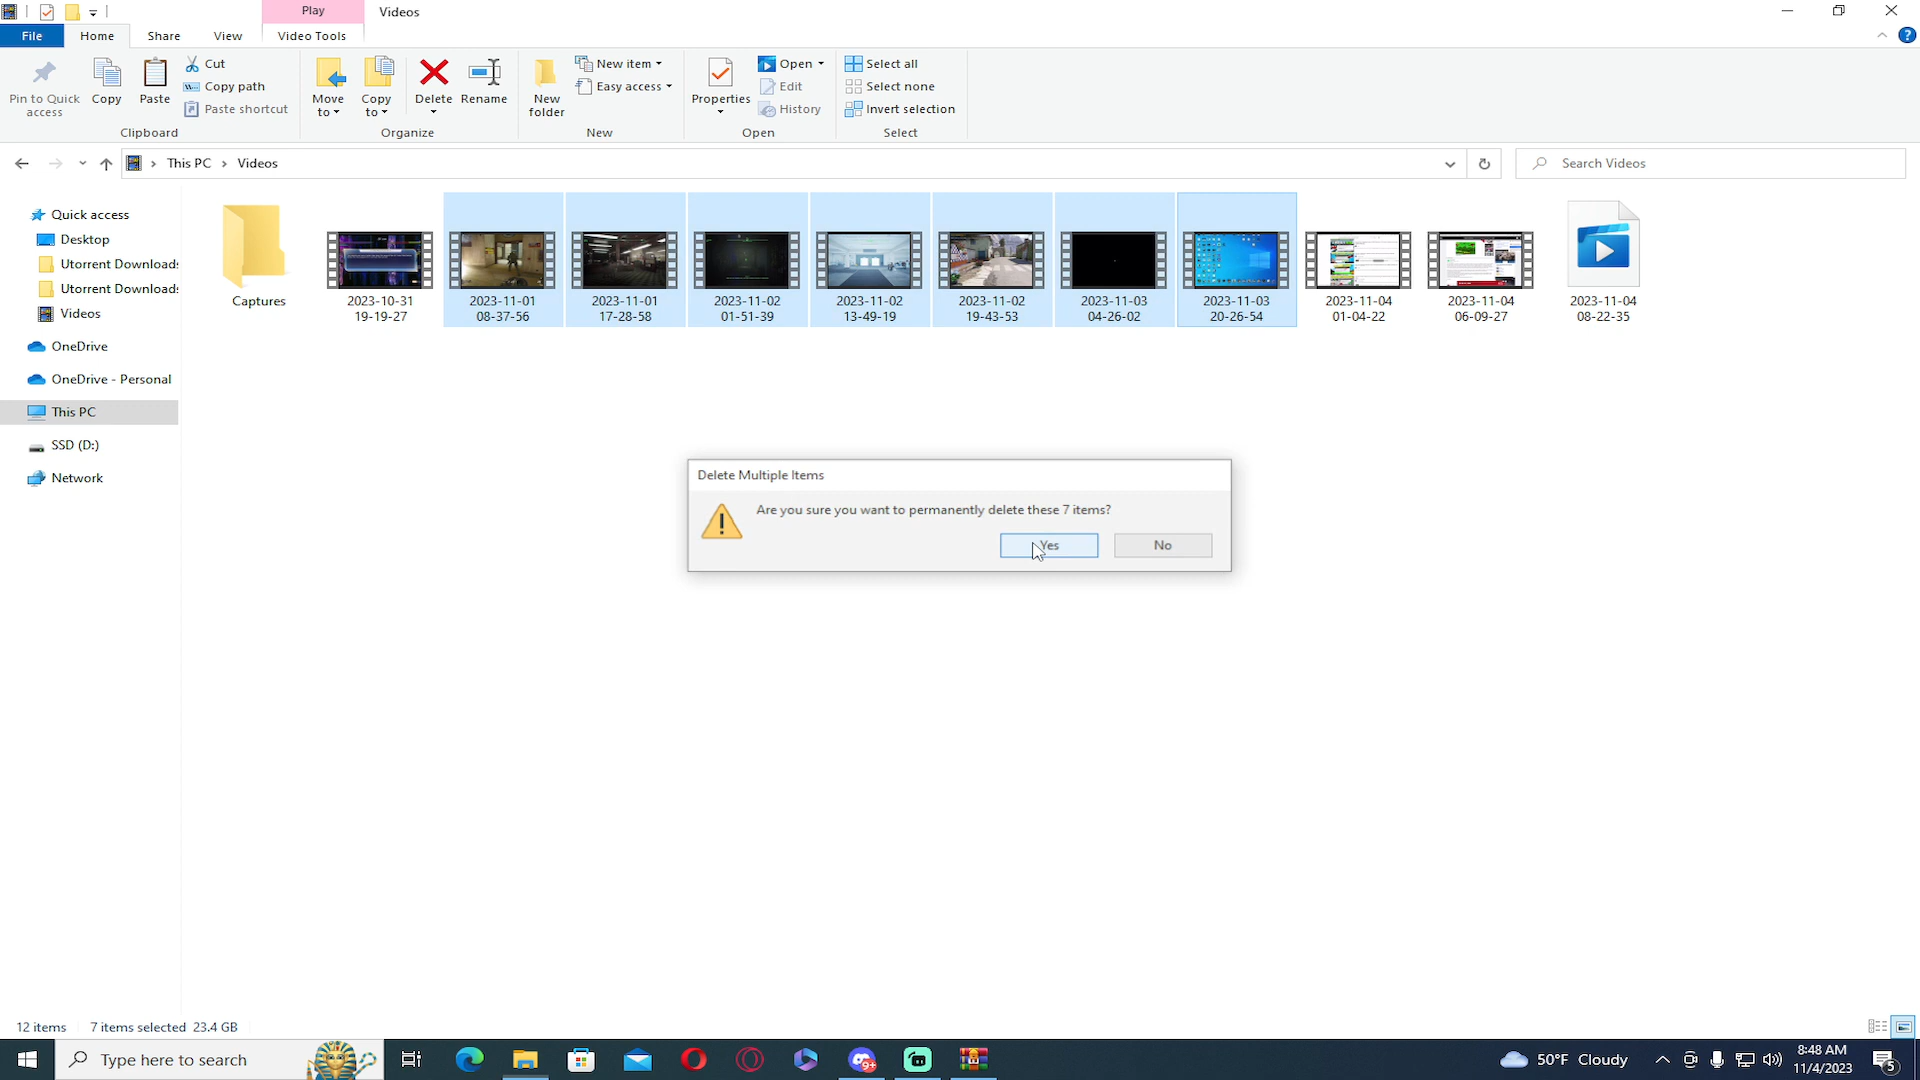 Play
Videos
File
Home
Share
View
Video Tools
Pin to Quick
access
Copy
Paste
Cut
Copy path
Paste shortcut
Clipboard
Move
to
Copy
to
Delete
Rename
Organize
New
folder
New item
Easy access
New
Properties
Open
Edit
History
Open
Select all
Select none
Invert selection
Select
This PC
Videos
Search Videos
Quick access
Desktop
Utorrent Downloads
Utorrent Downloads
Videos
OneDrive
OneDrive - Personal
This PC
SSD (D:)
Network
Captures
2023-10-31
19-19-27
2023-11-01
08-37-56
2023-11-01
17-28-58
2023-11-02
01-51-39
2023-11-02
13-49-19
2023-11-02
19-43-53
2023-11-03
04-26-02
2023-11-03
20-26-54
2023-11-04
01-04-22
2023-11-04
06-09-27
2023-11-04
08-22-35
Delete Multiple Items
Are you sure you want to permanently delete these 7 items?
Yes
No
12 items
7 items selected 23.4 GB
Type here to search
9+
50°F Cloudy
8:48 AM
11/4/2023
5